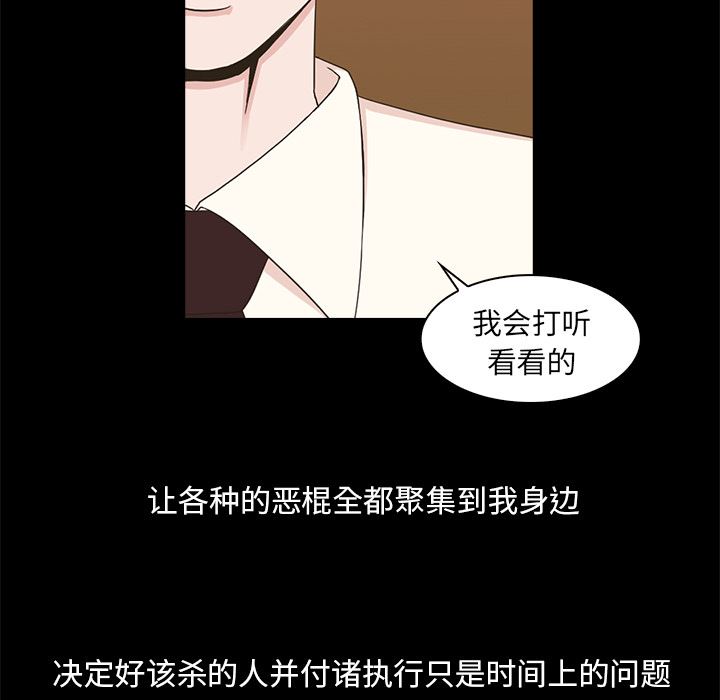 我会打听
看看的
让各种的恶棍全都聚集到我身边
决定好该杀的人并付诸执行只是时间上的问题